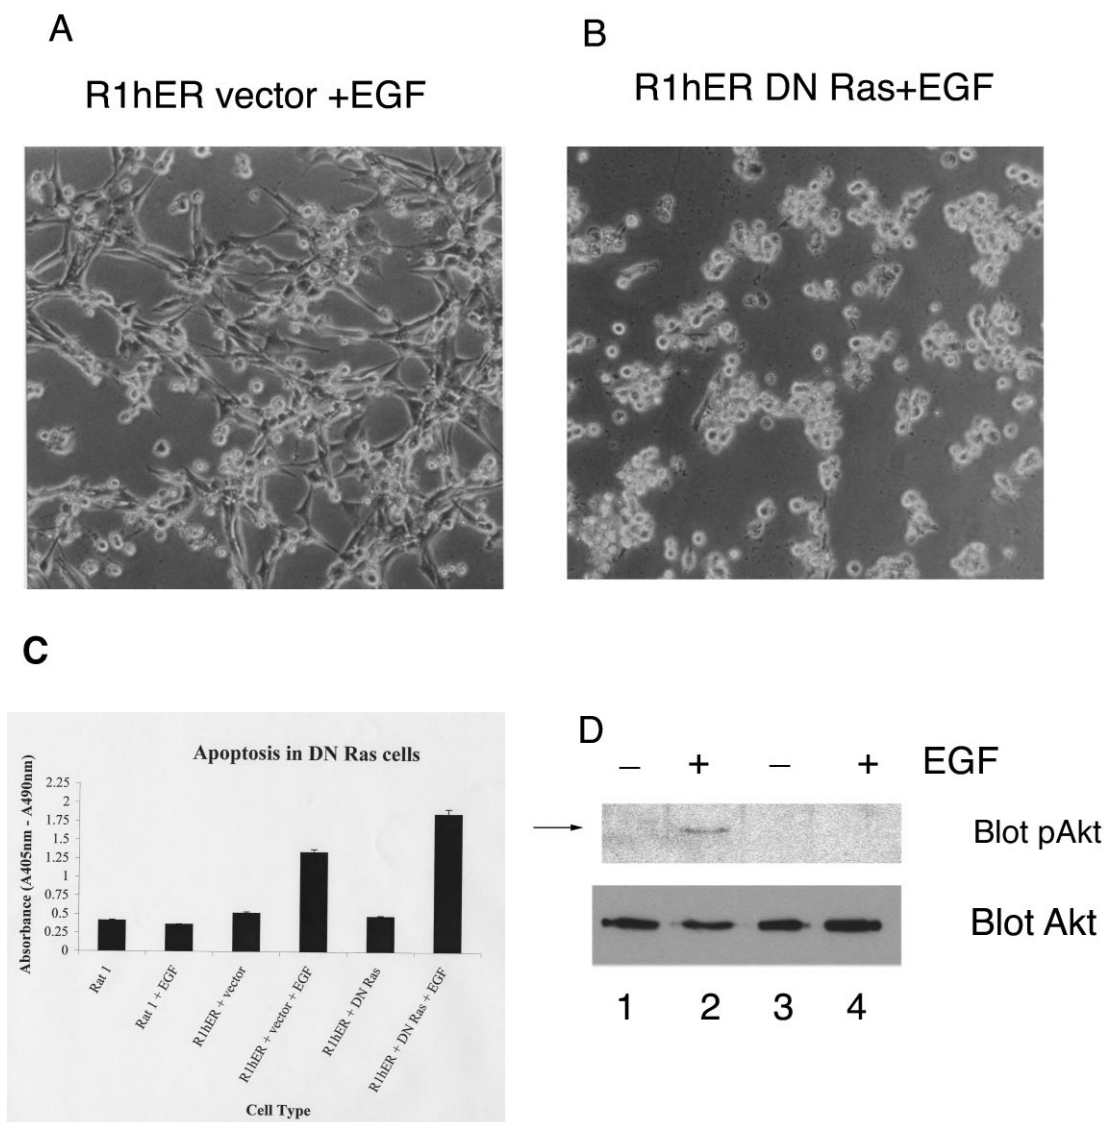 A
R1hER vector +EGF
B
R1hER DN Ras+EGF
C
Apoptosis in DN Ras cells
Absorbance (A405nm - A490nm)
2.25
2
1.75
1.5
1.25
0.75
0.5
0.25
0
Rat 1
Rat 1 + EGF
R1hER + vector
R1hER + vector + EGF
R1hER + DN Ras
R1hER + DN Ras + EGF
Cell Type
D
– + – + EGF
Blot pAkt
Blot Akt
1 2 3 4